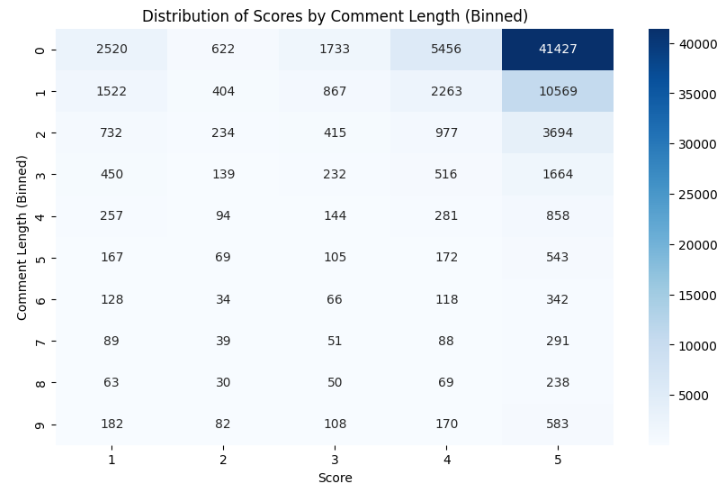 Distribution of Scores by Comment Length (Binned)
Comment Length (Binned)
0 2520 622 1733 5456 41427
1 1522 404 867 2263 10569
2 732 234 415 977 3694
3 450 139 232 516 1664
4 257 94 144 281 858
5 167 69 105 172 543
6 128 34 66 118 342
7 89 39 51 88 291
8 63 30 50 69 238
9 182 82 108 170 583
1 2 3 4 5
Score
40000
35000
30000
25000
20000
15000
10000
5000